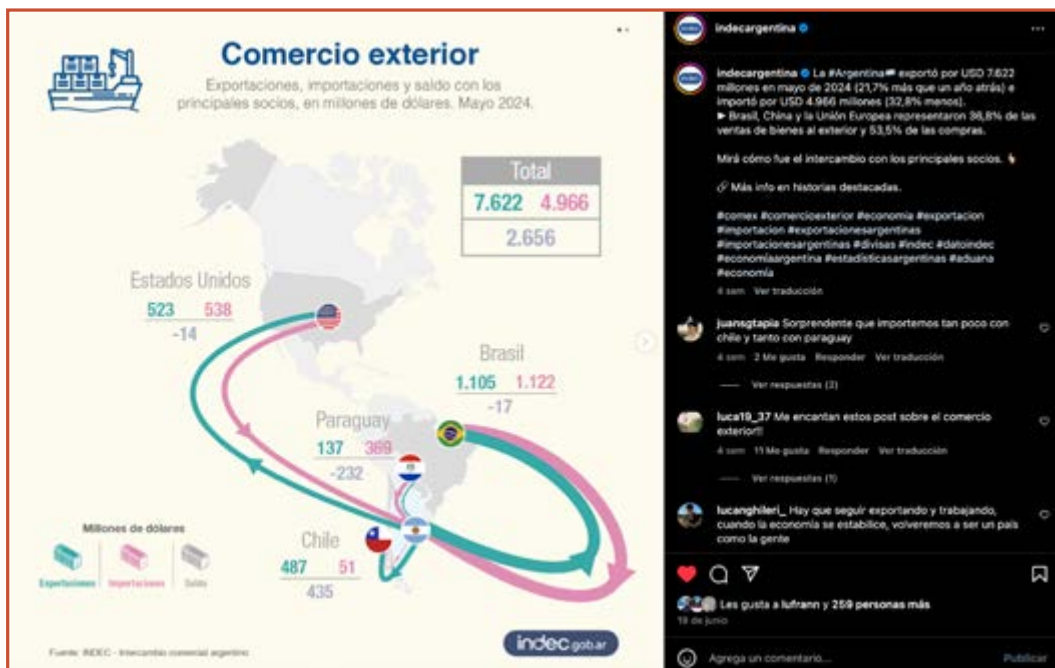 Comercio exterior
Exportaciones, importaciones y saldo con los
principales socios, en millones de dólares. Mayo 2024.
Total
7.622 4.966
2.656
Estados Unidos
523 538
-14
Brasil
1.105 1.122
-17
Paraguay
137 369
-232
Chile
487 51
435
Millones de dólares
Exportaciones Importaciones Saldo
Fuente: INDEC - Intercambio comercial argentino
indec.gob.ar
indecargentina
indecargentina La #Argentina exportó por USD 7.622
millones en mayo de 2024 (21,7% más que un año atrás) e
importó por USD 4.966 millones (32,8% menos).
► Brasil, China y la Unión Europea representaron 36,8% de las
ventas de bienes al exterior y 53,5% de las compras.
Mirá cómo fue el intercambio con los principales socios.
Más info en historias destacadas.
#comex #comercioexterior #economia #exportacion
#importacion #exportacionesargentinas
#importacionesargentinas #divisas #indec #datoindec
#economiaargentina #estadisticasargentinas #aduana
#economía
4 sem Ver traducción
juansgtapia Sorprendente que importemos tan poco con
chile y tanto con paraguay
4 sem 2 Me gusta Responder Ver traducción
Ver respuestas (2)
luca19_37 Me encantan estos post sobre el comercio
exterior!!
4 sem 11 Me gusta Responder Ver traducción
Ver respuestas (1)
lucanghileri_ Hay que seguir exportando y trabajando,
cuando la economía se estabilice, volveremos a ser un país
como la gente
Les gusta a lufrann y 259 personas más
19 de junio
Agrega un comentario... Publicar